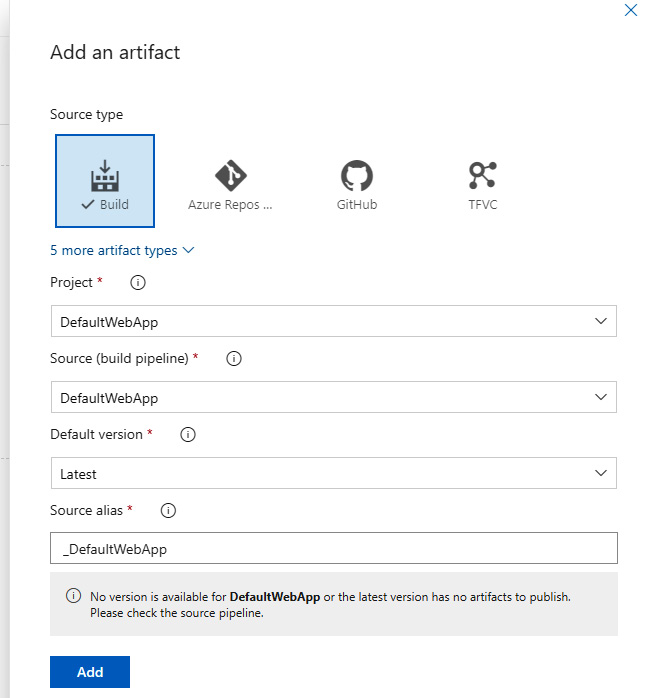 Add an artifact
Source type
Build
Azure Repos ...
GitHub
TFVC
5 more artifact types
Project *
DefaultWebApp
Source (build pipeline) *
DefaultWebApp
Default version *
Latest
Source alias *
_DefaultWebApp
No version is available for DefaultWebApp or the latest version has no artifacts to publish.
Please check the source pipeline.
Add